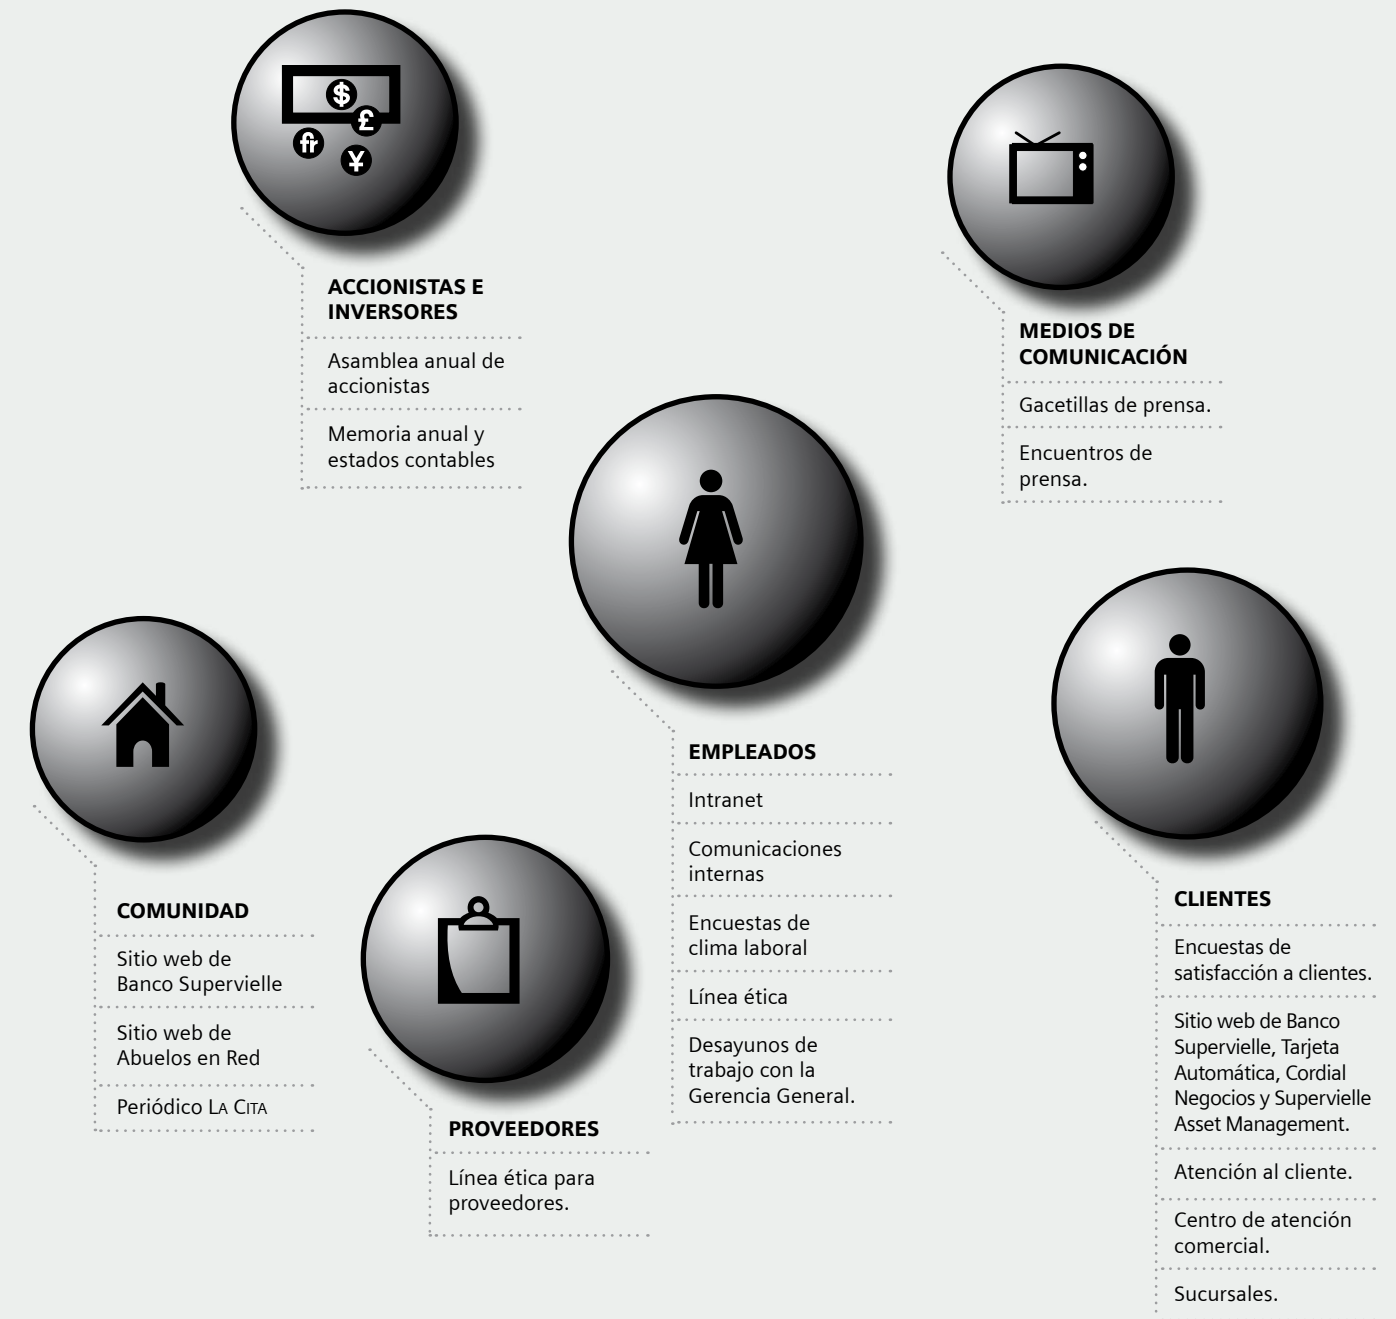 $
£
fr
¥
ACCIONISTAS E
INVERSORES
Asamblea anual de
accionistas
Memoria anual y
estados contables
MEDIOS DE
COMUNICACIÓN
Gacetillas de prensa.
Encuentros de
prensa.
EMPLEADOS
Intranet
Comunicaciones
internas
Encuestas de
clima laboral
Línea ética
Desayunos de
trabajo con la
Gerencia General.
COMUNIDAD
Sitio web de
Banco Supervielle
Sitio web de
Abuelos en Red
Periódico LA CITA
PROVEEDORES
Línea ética para
proveedores.
CLIENTES
Encuestas de
satisfacción a clientes.
Sitio web de Banco
Supervielle, Tarjeta
Automática, Cordial
Negocios y Supervielle
Asset Management.
Atención al cliente.
Centro de atención
comercial.
Sucursales.